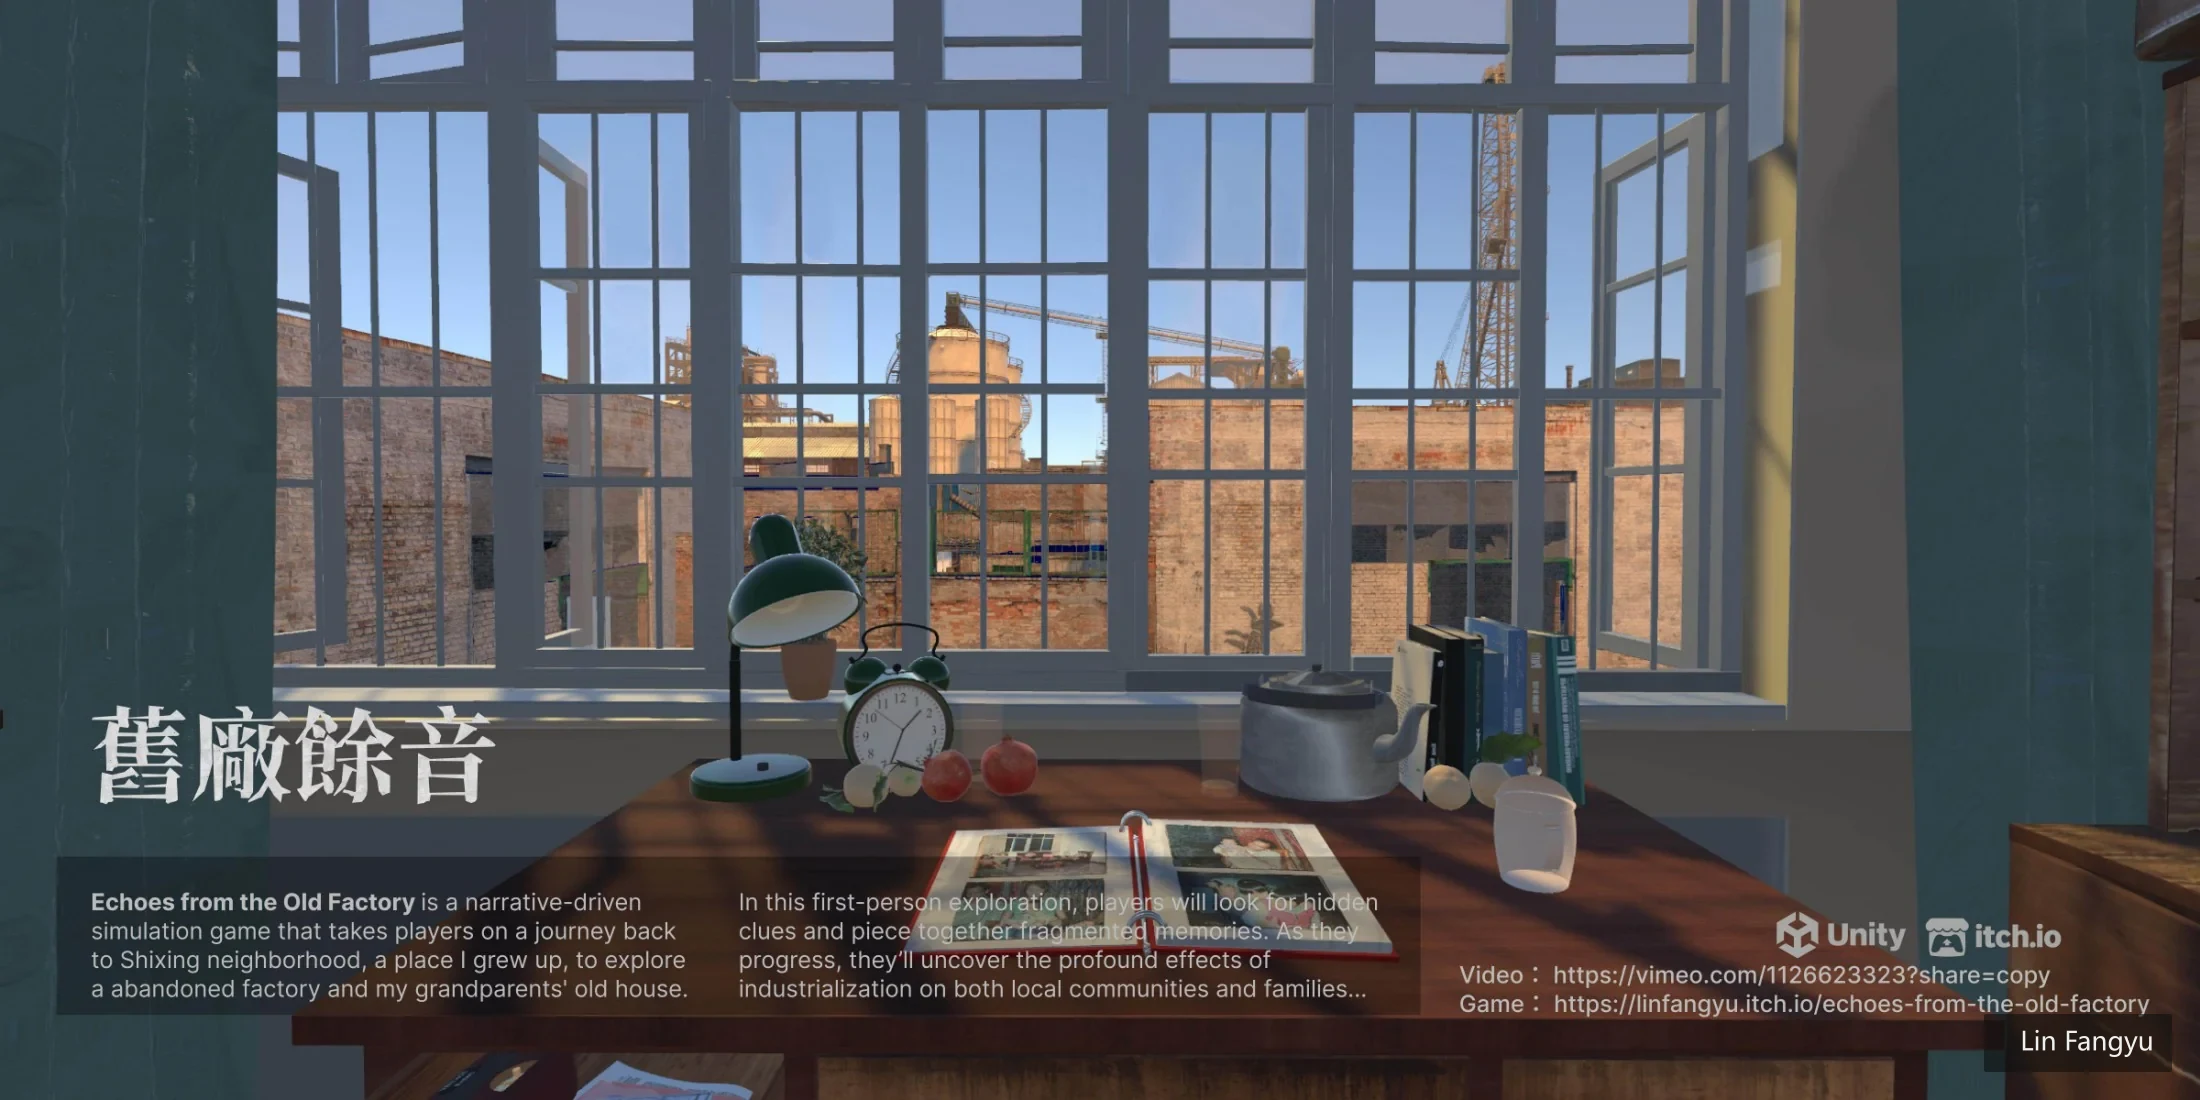 舊廠餘音
Echoes from the Old Factory is a narrative-driven
simulation game that takes players on a journey back
to Shixing neighborhood, a place I grew up, to explore
a abandoned factory and my grandparents' old house.
In this first-person exploration, players will look for hidden
clues and piece together fragmented memories. As they
progress, they'll uncover the profound effects of
industrialization on both local communities and families...
Unity itch.io
Video： https://vimeo.com/1126623323?share=copy
Game： https://linfangyu.itch.io/echoes-from-the-old-factory
Lin Fangyu